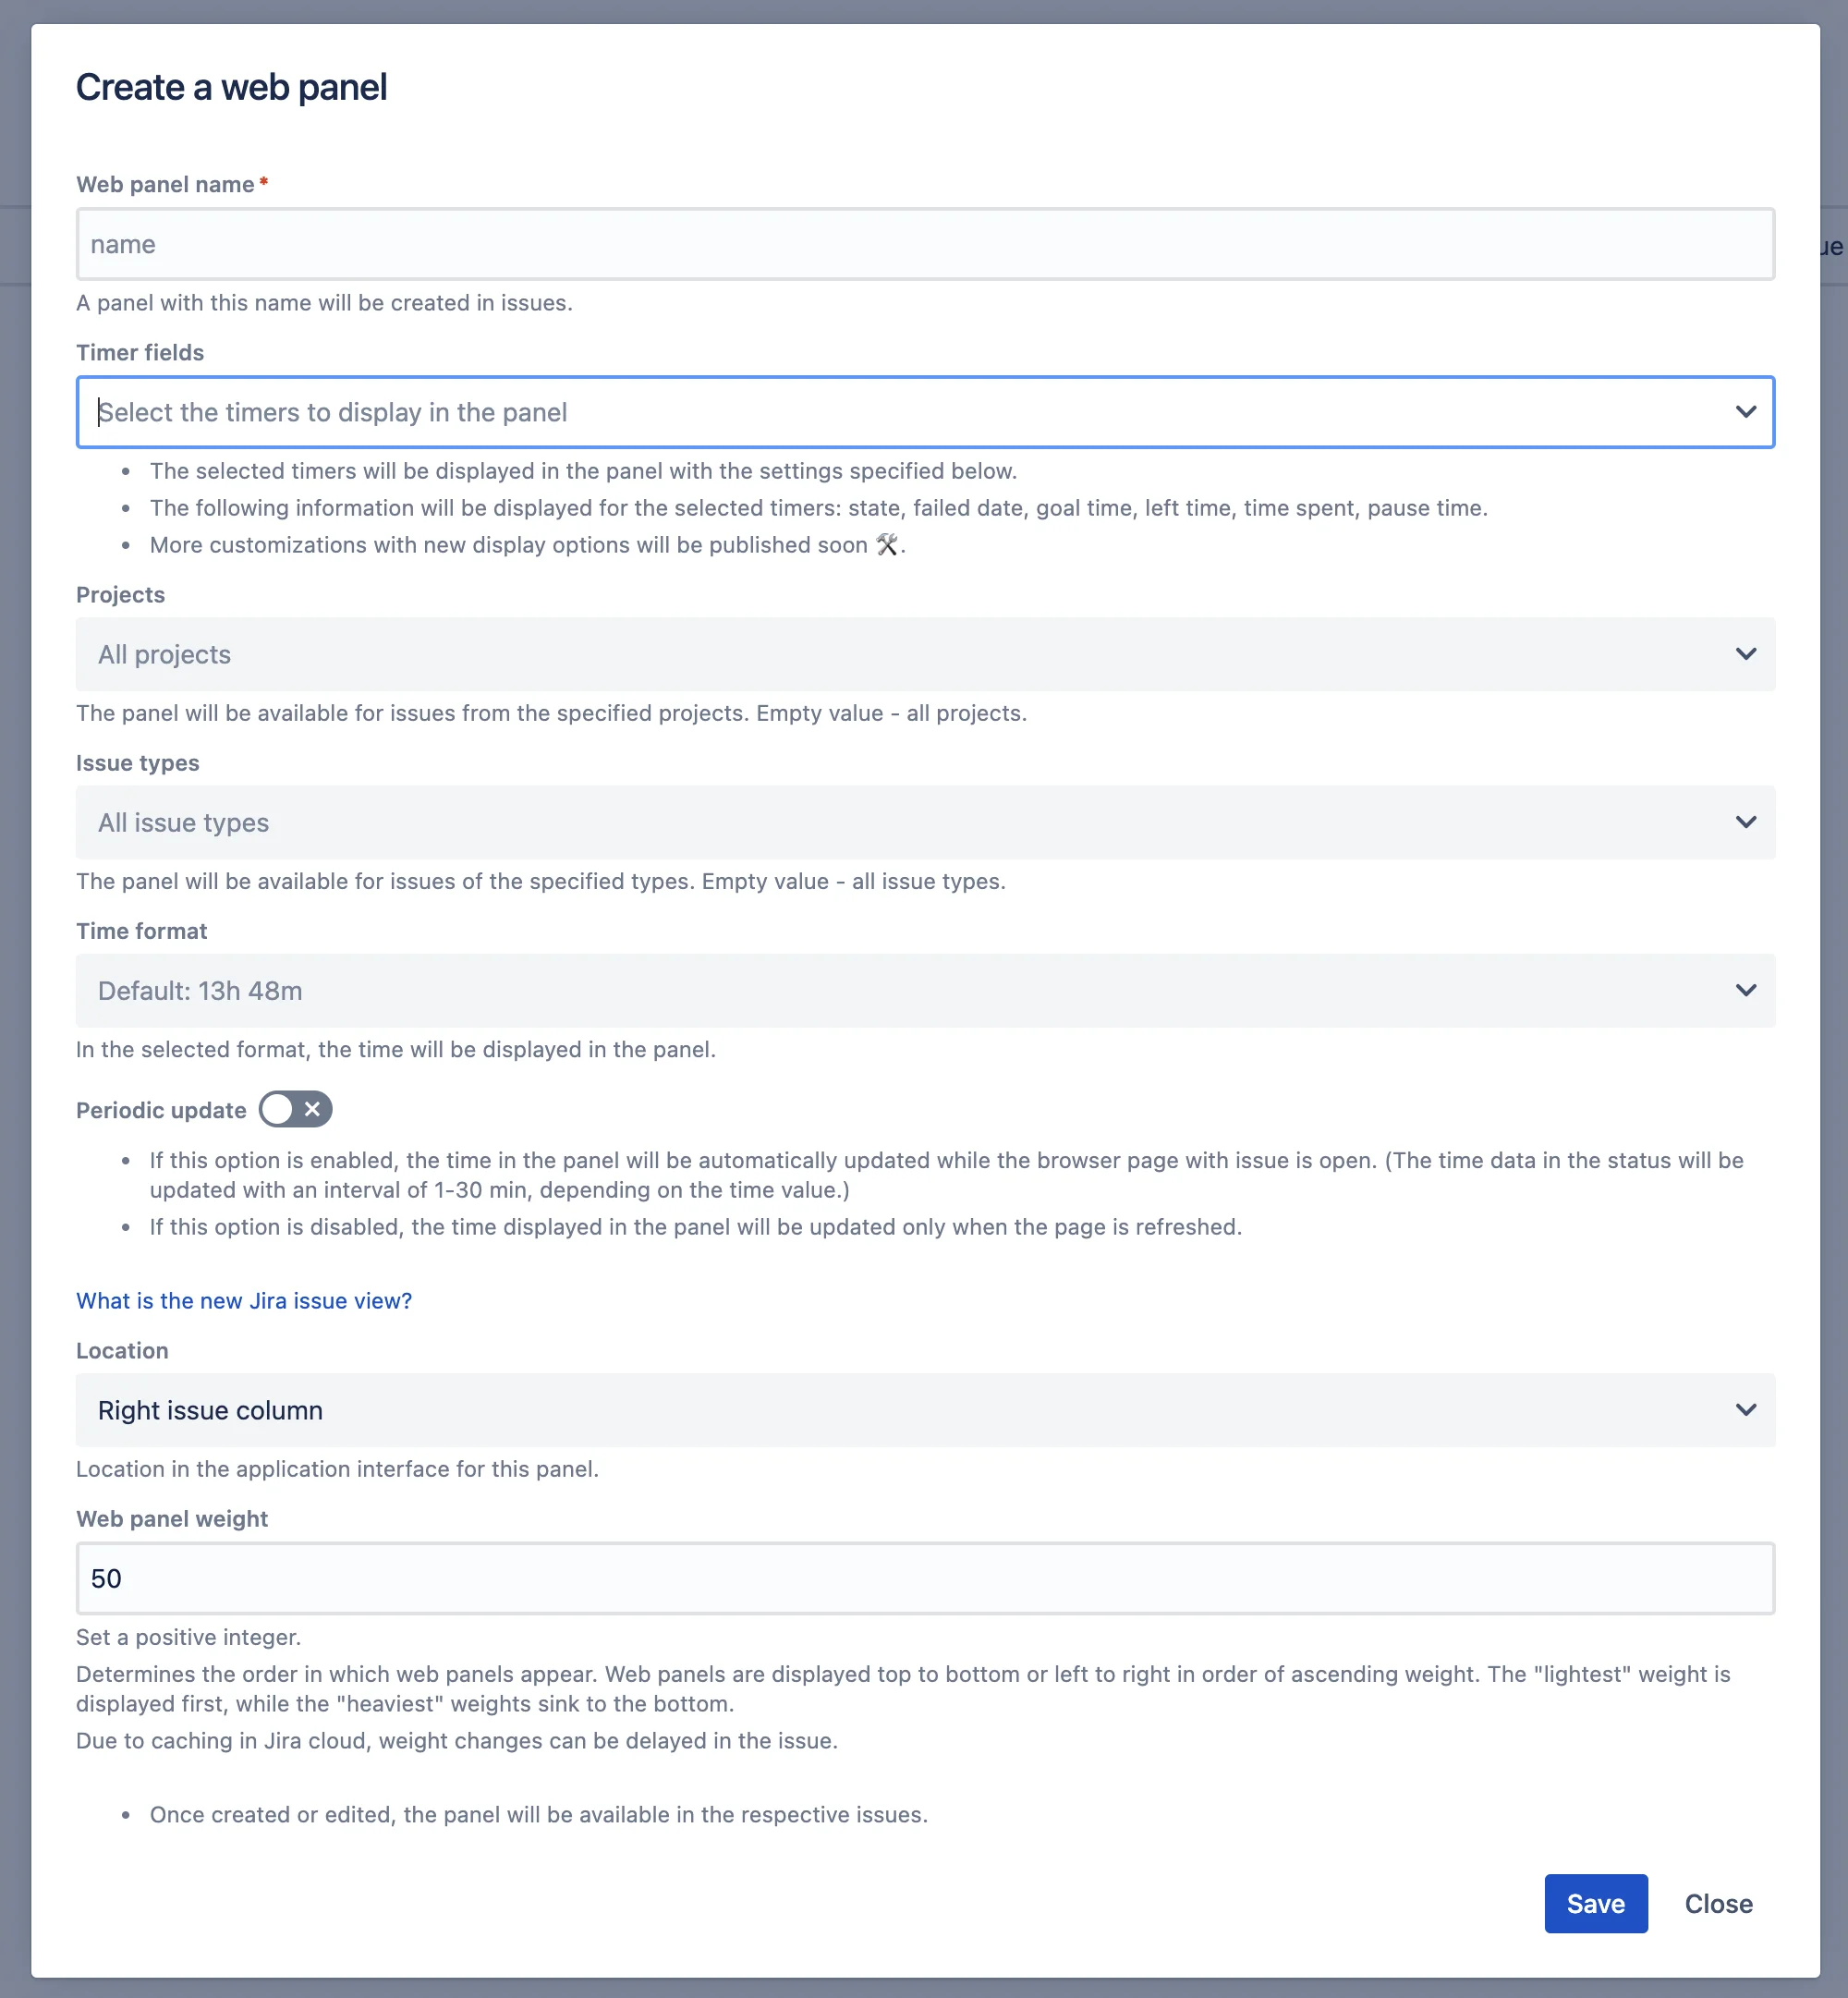 Create a web panel
Web panel name*
name
ue
A panel with this name will be created in issues.
Timer fields
Select the timers to display in the panel
• The selected timers will be displayed in the panel with the settings specified below.
• The following information will be displayed for the selected timers: state, failed date, goal time, left time, time spent, pause time.
• More customizations with new display options will be published soon 🛠.
Projects
All projects
The panel will be available for issues from the specified projects. Empty value - all projects.
Issue types
All issue types
The panel will be available for issues of the specified types. Empty value - all issue types.
Time format
Default: 13h 48m
In the selected format, the time will be displayed in the panel.
Periodic update
• If this option is enabled, the time in the panel will be automatically updated while the browser page with issue is open. (The time data in the status will be
updated with an interval of 1-30 min, depending on the time value.)
• If this option is disabled, the time displayed in the panel will be updated only when the page is refreshed.
What is the new Jira issue view?
Location
Right issue column
Location in the application interface for this panel.
Web panel weight
50
Set a positive integer.
Determines the order in which web panels appear. Web panels are displayed top to bottom or left to right in order of ascending weight. The "lightest" weight is
displayed first, while the "heaviest" weights sink to the bottom.
Due to caching in Jira cloud, weight changes can be delayed in the issue.
• Once created or edited, the panel will be available in the respective issues.
Save
Close